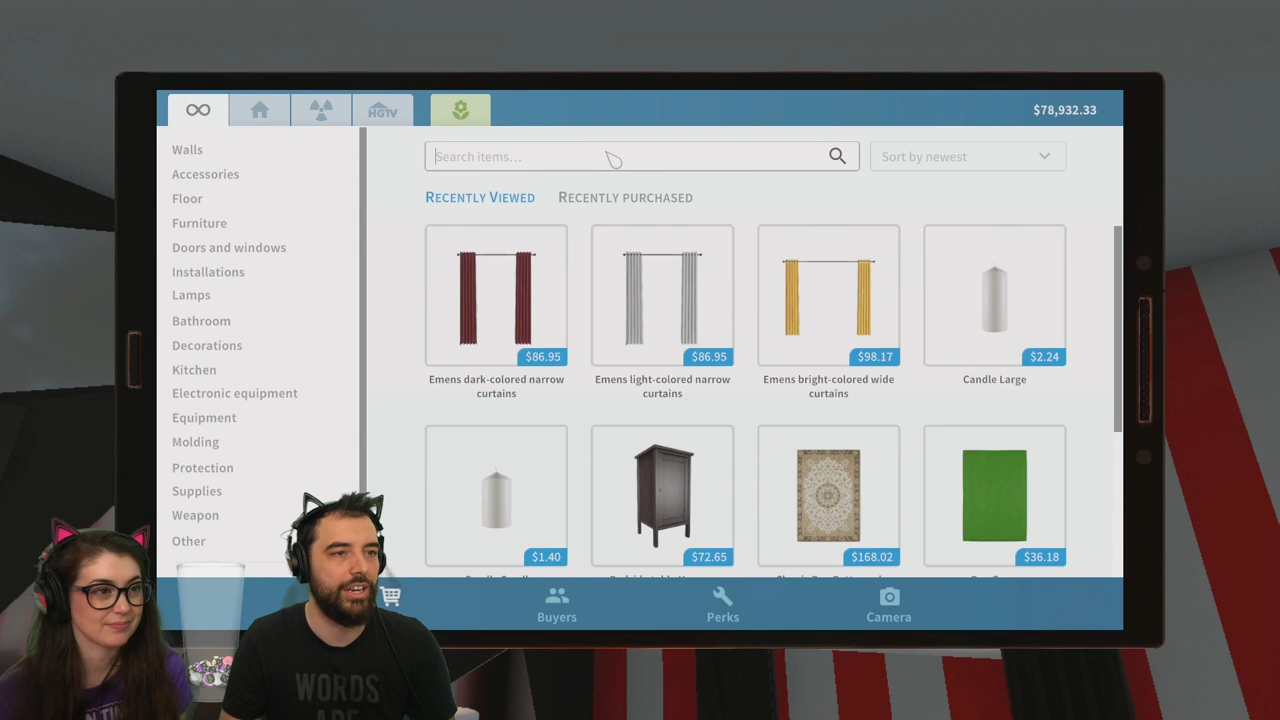 HGTV
$78,932.33
Walls
Accessories
Floor
Furniture
Doors and windows
Installations
Lamps
Bathroom
Decorations
Kitchen
Electronic equipment
Equipment
Molding
Protection
Supplies
Weapon
Other
Search items...
Sort by newest
RECENTLY VIEWED
RECENTLY PURCHASED
$86.95
Emens dark-colored narrow
curtains
$86.95
Emens light-colored narrow
curtains
$98.17
Emens bright-colored wide
curtains
$2.24
Candle Large
$1.40
$72.65
$168.02
$36.18
Buyers
Perks
Camera
WORDS
ARE